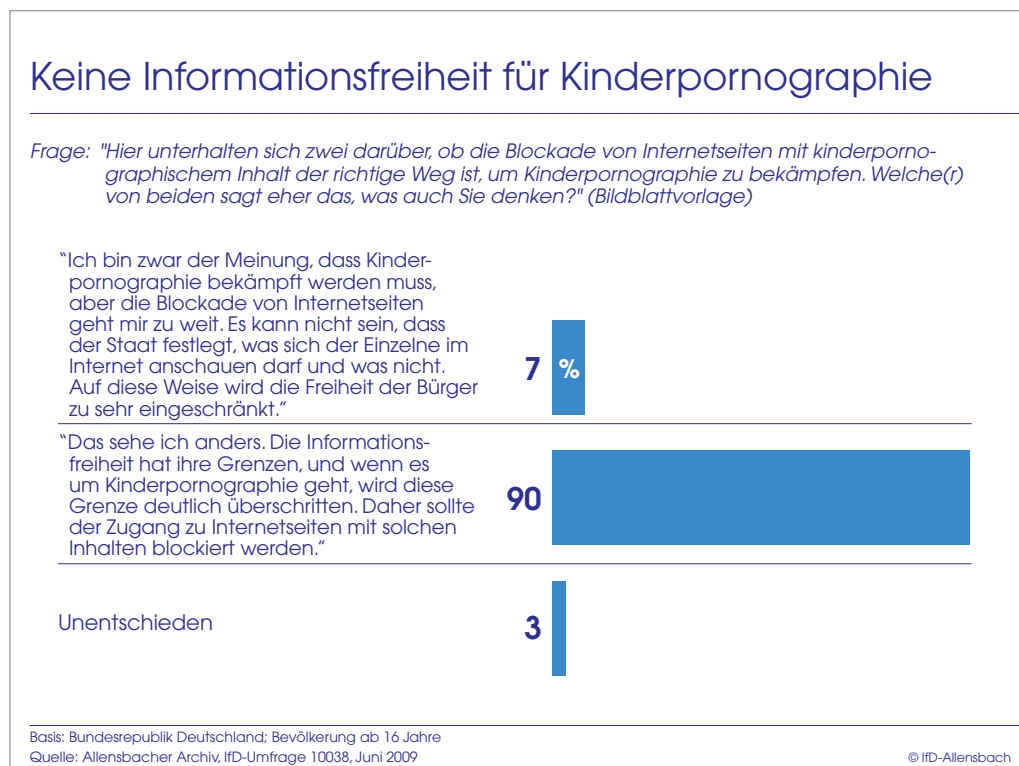 Keine Informationsfreiheit für Kinderpornographie
Frage: "Hier unterhalten sich zwei darüber, ob die Blockade von Internetseiten mit kinderporno-
graphischem Inhalt der richtige Weg ist, um Kinderpornographie zu bekämpfen. Welche(r)
von beiden sagt eher das, was auch Sie denken?" (Bildblattvorlage)
“Ich bin zwar der Meinung, dass Kinder-
pornographie bekämpft werden muss,
aber die Blockade von Internetseiten
geht mir zu weit. Es kann nicht sein, dass
der Staat festlegt, was sich der Einzelne im
Internet anschauen darf und was nicht.
Auf diese Weise wird die Freiheit der Bürger
zu sehr eingeschränkt.”
7 %
“Das sehe ich anders. Die Informations-
freiheit hat ihre Grenzen, und wenn es
um Kinderpornographie geht, wird diese
Grenze deutlich überschritten. Daher sollte
der Zugang zu Internetseiten mit solchen
Inhalten blockiert werden.”
90
Unentschieden
3
Basis: Bundesrepublik Deutschland; Bevölkerung ab 16 Jahre
Quelle: Allensbacher Archiv, IfD-Umfrage 10038, Juni 2009
© IfD-Allensbach